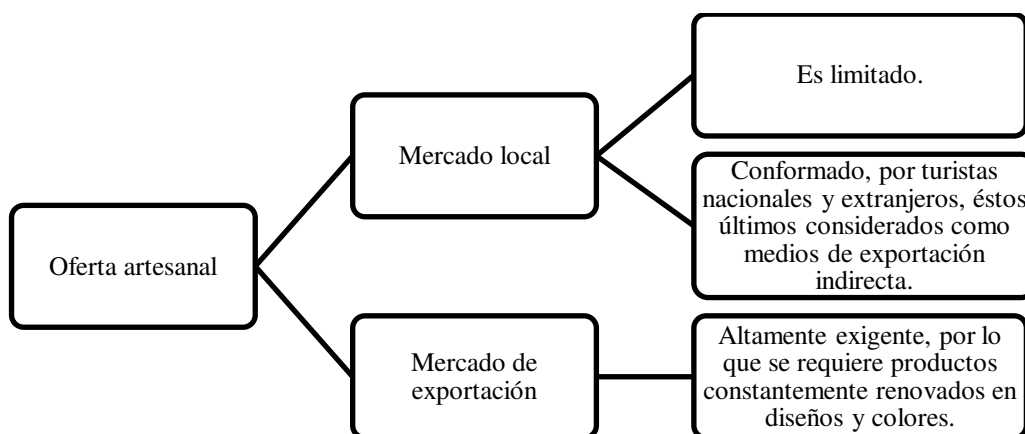 Oferta artesanal
Mercado local
Es limitado.
Conformado, por turistas
nacionales y extranjeros, éstos
últimos considerados como
medios de exportación
indirecta.
Mercado de
exportación
Altamente exigente, por lo
que se requiere productos
constantemente renovados en
diseños y colores.